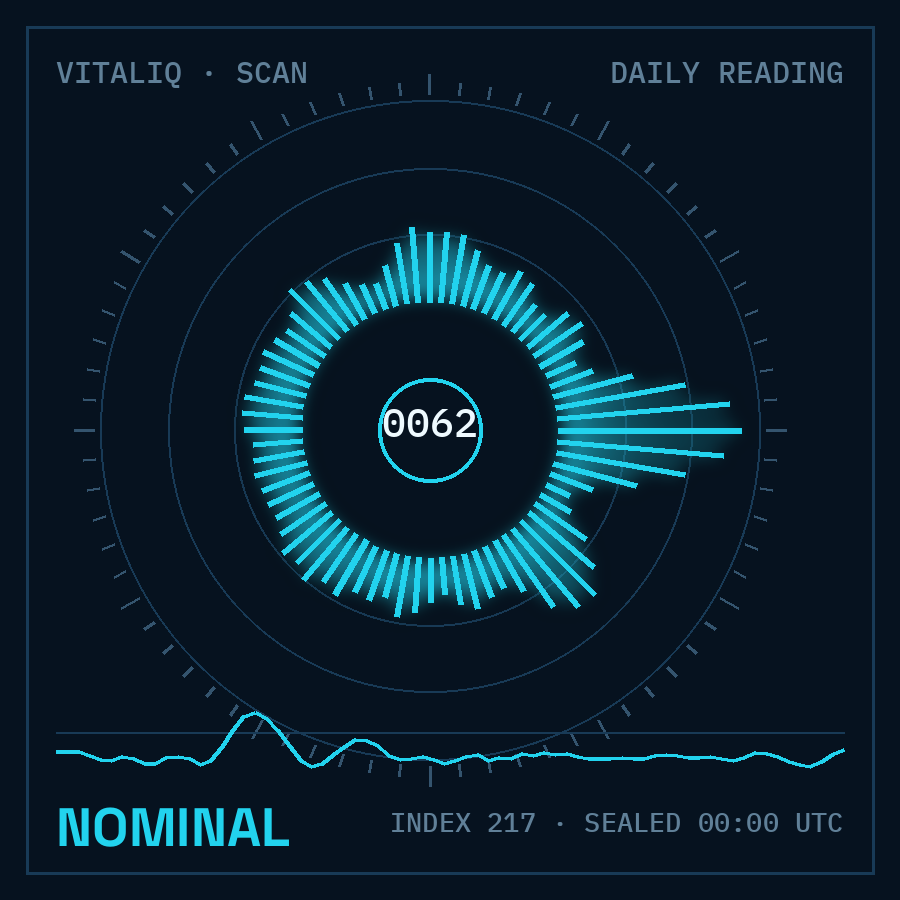 VITALIQ · SCAN
DAILY READING
0062
NOMINAL
INDEX 217 · SEALED 00:00 UTC